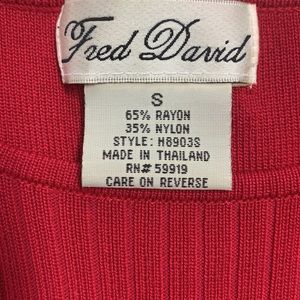 Fred David
S
65% RAYON
35% NYLON
STYLE: H8903S
MADE IN THAILAND
RN# 59919
CARE ON REVERSE